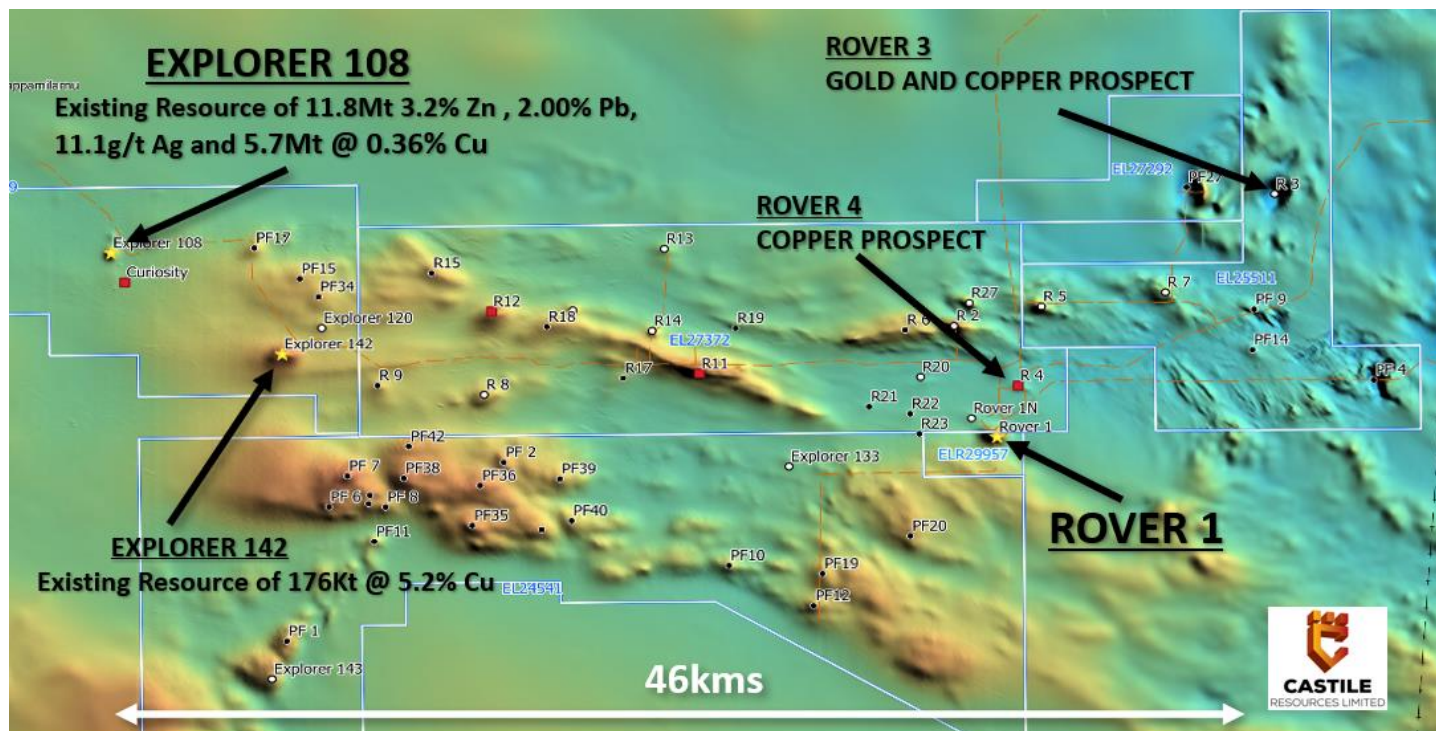 EXPLORER 108
Existing Resource of 11.8Mt 3.2% Zn , 2.00% Pb,
11.1g/t Ag and 5.7Mt @ 0.36% Cu
ROVER 3
GOLD AND COPPER PROSPECT
ROVER 4
COPPER PROSPECT
EL27292
PF27
R 3
Explorer 108
Curiosity
PF17
PF15
PF34
Explorer 120
Explorer 142
R15
R13
R12
R18
R14
R19
EL27372
R17
R11
R 9
R 8
R27
R 6
R 2
R 5
R 7
EL25511
PF 9
PF14
PF 4
R20
R 4
R21
R22
R23
Rover 1N
Rover 1
ELR29957
PF42
PF 7
PF38
PF 2
PF36
PF39
Explorer 133
PF 6
PF 8
PF35
PF40
PF20
PF11
PF10
PF19
PF12
ROVER 1
EXPLORER 142
Existing Resource of 176Kt @ 5.2% Cu
EL24541
PF 1
Explorer 143
46kms
CASTILE
RESOURCES LIMITED